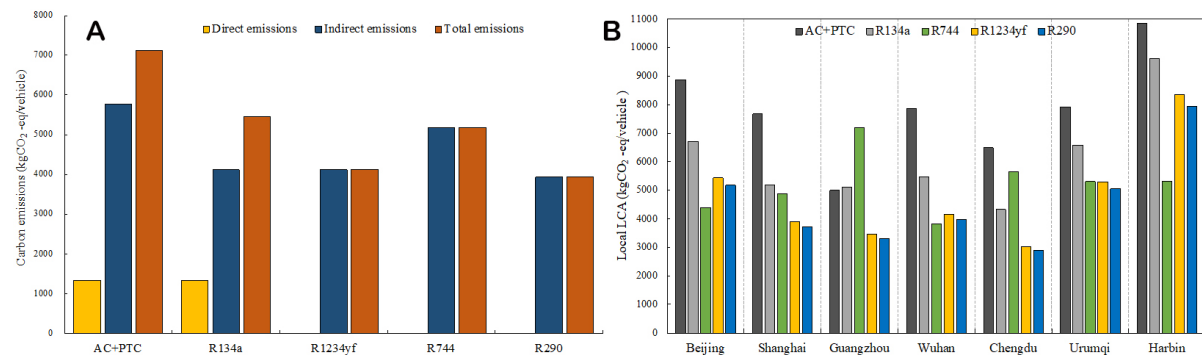 A
Direct emissions Indirect emissions Total emissions
Carbon emissions (kgCO2 -eq/vehicle)
8000
7000
6000
5000
4000
3000
2000
1000
0
AC+PTC R134a R1234yf R744 R290
B
AC+PTC R134a R744 R1234yf R290
Local LCA (kgCO2 -eq/vehicle )
11000
10000
9000
8000
7000
6000
5000
4000
3000
2000
1000
0
Beijing Shanghai Guangzhou Wuhan Chengdu Urumqi Harbin